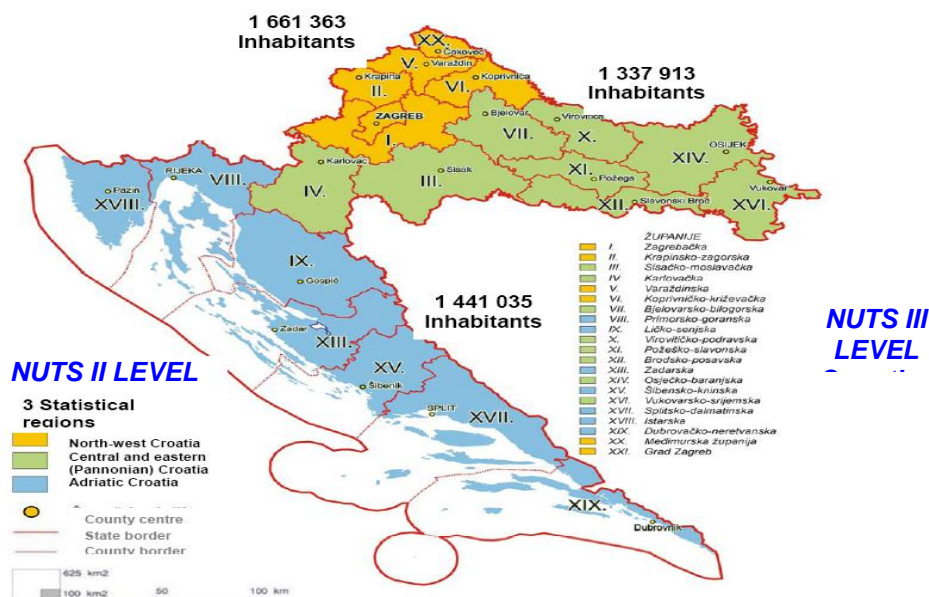 1 661 363
Inhabitants
1 337 913
Inhabitants
XX.
Čakovec
V.
Varaždin
Krapina
II.
VI.
Koprivnica
ZAGREB
I.
Bjelovar
VII.
Virovitica
X.
XIV.
OSIJEK
Karlovac
IV.
III.
Sisak
XI.
Požega
XII.
Slavonski Brod
Vukovar
XVI.
RIJEKA
VIII.
Pazin
XVIII.
IX.
Gospić
Zadar
XIII.
XV.
Šibenik
SPLIT
XVII.
XIX.
Dubrovnik
1 441 035
Inhabitants
ŽUPANIJE
I. Zagrebačka
II. Krapinsko-zagorska
III. Sisačko-moslavačka
IV. Karlovačka
V. Varaždinska
VI. Koprivničko-križevačka
VII. Bjelovarsko-bilogorska
VIII. Primorsko-goranska
IX. Ličko-senjska
X. Virovitičko-podravska
XI. Požeško-slavonska
XII. Brodsko-posavska
XIII. Zadarska
XIV. Osječko-baranjska
XV. Šibensko-kninska
XVI. Vukovarsko-srijemska
XVII. Splitsko-dalmatinska
XVIII. Istarska
XIX. Dubrovačko-neretvanska
XX. Međimurska županija
XXI. Grad Zagreb
NUTS III
LEVEL
NUTS II LEVEL
3 Statistical
regions
North-west Croatia
Central and eastern
(Pannonian) Croatia
Adriatic Croatia
County centre
State border
County border
625 km2
100 km2
50
100 km